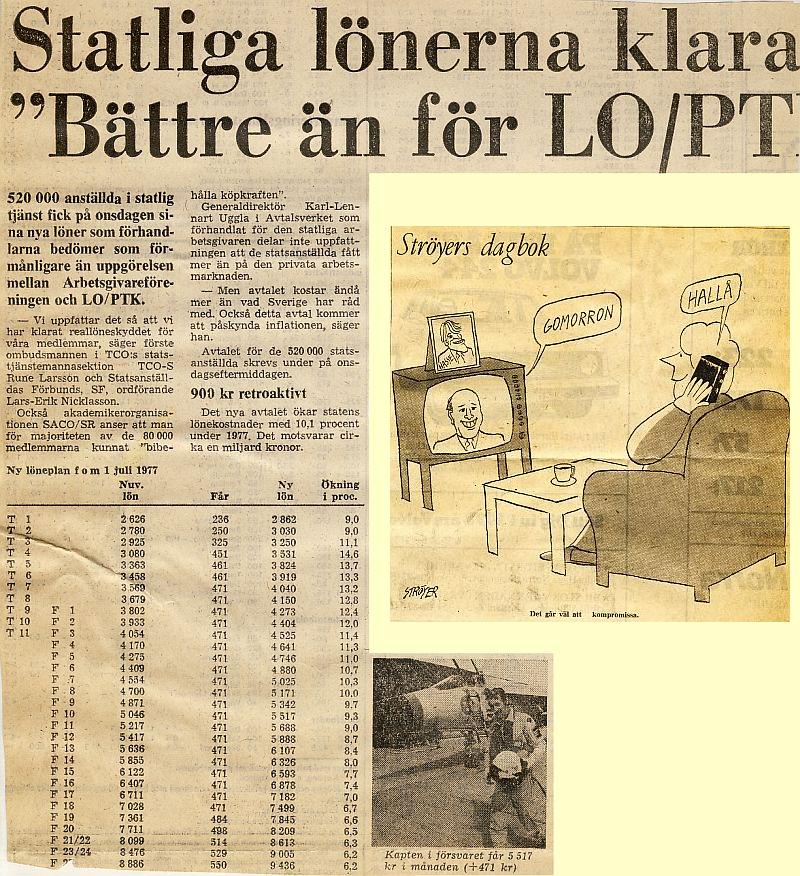 Statliga lönerna klara
”Bättre än för LO/PT
520 000 anställda i statlig
tjänst fick på onsdagen si-
na nya löner som förhand-
larna bedömer som för-
månligare än uppgörelsen
mellan Arbetsgivareföre-
ningen och LO/PTK.
— Vi uppfattar det så att vi
har klarat reallöneskyddet för
våra medlemmar, säger förste
ombudsmannen i TCO:s stats-
tjänstemannasektion TCO-S
Rune Larsson och Statsanställ-
das Förbunds, SF, ordförande
Lars-Erik Nicklasson.
Också akademikerorganisa-
tionen SACO/SR anser att man
för majoriteten av de 80 000
medlemmarna kunnat "bibe-
hålla köpkraften".
Generaldirektör Karl-Len-
nart Uggla i Avtalsverket som
förhandlat för den statliga ar-
betsgivaren delar inte uppfatt-
ningen att de statsanställda fått
mer än på den privata arbets-
marknaden.
— Men avtalet kostar ändå
mer än vad Sverige har råd
med. Också detta avtal kommer
att påskynda inflationen, säger
han.
Avtalet för de 520 000 stats-
anställda skrevs under på ons-
dagseftermiddagen.
900 kr retroaktivt
Det nya avtalet ökar statens
lönekostnader med 10,1 procent
under 1977. Det motsvarar cir-
ka en miljard kronor.
Ny löneplan f o m 1 juli 1977
Nuv. lön Får Ny lön Ökning i proc.
T 1 2 626 236 2 862 9,0
T 2 2 780 250 3 030 9,0
T 3 2 925 325 3 250 11,1
T 4 3 080 451 3 531 14,6
T 5 3 363 461 3 824 13,7
T 6 3 458 461 3 919 13,3
T 7 3 569 471 4 040 13,2
T 8 3 679 471 4 150 12,8
T 9 F 1 3 802 471 4 273 12,4
T 10 F 2 3 933 471 4 404 12,0
T 11 F 3 4 054 471 4 525 11,4
F 4 4 170 471 4 641 11,3
F 5 4 275 471 4 746 11,0
F 6 4 409 471 4 880 10,7
F 7 4 554 471 5 025 10,3
F 8 4 700 471 5 171 10,0
F 9 4 871 471 5 342 9,7
F 10 5 046 471 5 517 9,3
F 11 5 217 471 5 688 9,0
F 12 5 417 471 5 888 8,7
F 13 5 636 471 6 107 8,4
F 14 5 855 471 6 326 8,0
F 15 6 122 471 6 593 7,7
F 16 6 407 471 6 878 7,4
F 17 6 711 471 7 182 7,0
F 18 7 028 471 7 499 6,7
F 19 7 361 484 7 845 6,6
F 20 7 711 498 8 209 6,5
F 21/22 8 099 514 8 613 6,3
F 23/24 8 476 529 9 005 6,2
F 8 886 550 9 436 6,2
Ströyers dagbok
GOMORRON
HALLÅ
STRÖYER
Det går väl att kompromissa.
Kapten i försvaret får 5 517
kr i månaden (+471 kr)